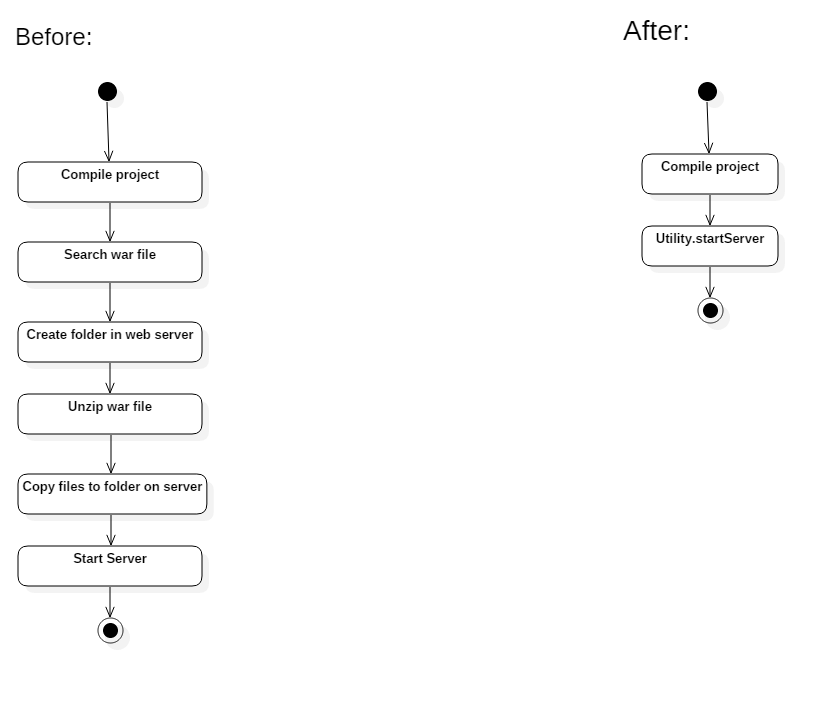 Before:
Compile project
Search war file
Create folder in web server
Unzip war file
Copy files to folder on server
Start Server
After:
Compile project
Utility.startServer